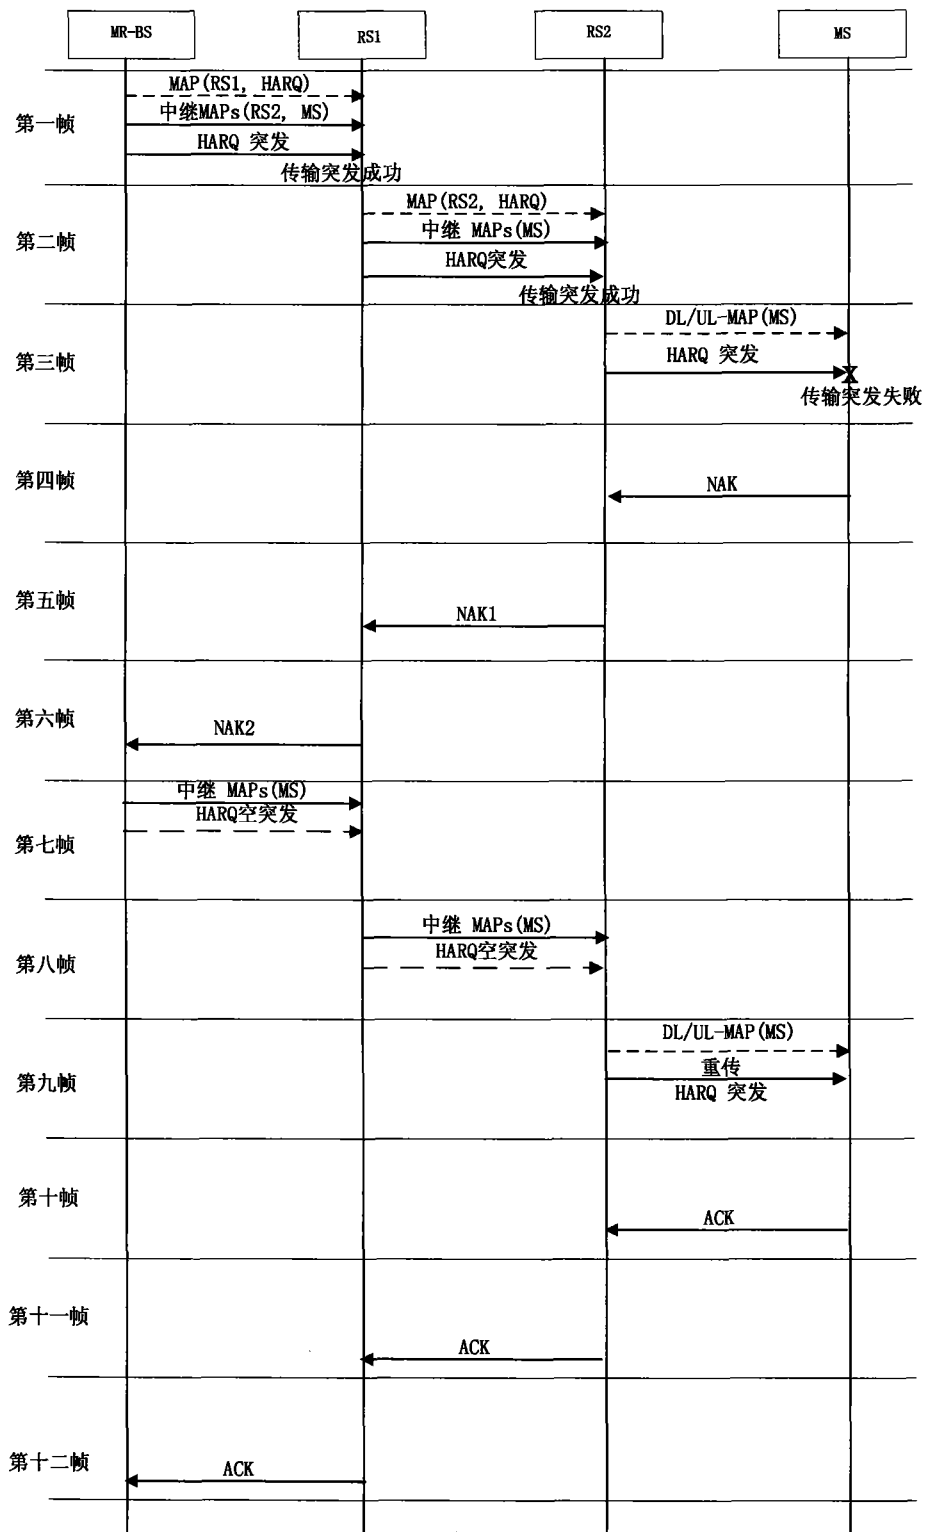 MR-BS
RS1
RS2
MS
第一帧
MAP(RS1, HARQ)
中继MAPs(RS2, MS)
HARQ 突发
传输突发成功
第二帧
MAP(RS2, HARQ)
中继 MAPs(MS)
HARQ突发
传输突发成功
第三帧
DL/UL-MAP(MS)
HARQ 突发
X
传输突发失败
第四帧
NAK
第五帧
NAK1
第六帧
NAK2
第七帧
中继 MAPs(MS)
HARQ空突发
第八帧
中继 MAPs(MS)
HARQ空突发
第九帧
DL/UL-MAP(MS)
重传
HARQ 突发
第十帧
ACK
第十一帧
ACK
第十二帧
ACK